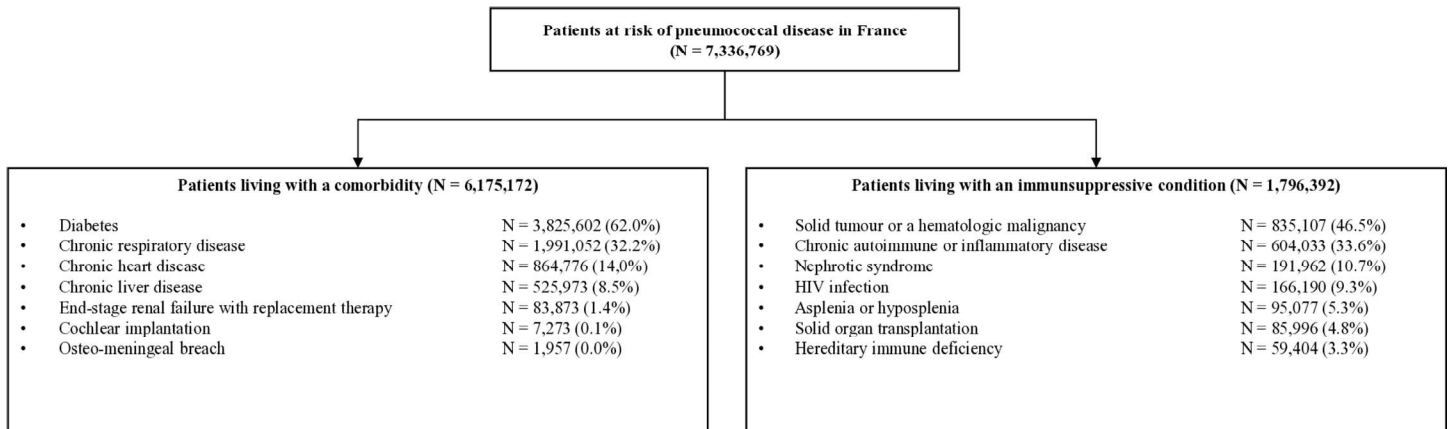 Patients at risk of pneumococcal disease in France
(N = 7,336,769)
Patients living with a comorbidity (N = 6,175,172)
• Diabetes N = 3,825,602 (62.0%)
• Chronic respiratory disease N = 1,991,052 (32.2%)
• Chronic heart disease N = 864,776 (14,0%)
• Chronic liver disease N = 525,973 (8.5%)
• End-stage renal failure with replacement therapy N = 83,873 (1.4%)
• Cochlear implantation N = 7,273 (0.1%)
• Osteo-meningeal breach N = 1,957 (0.0%)
Patients living with an immunsuppressive condition (N = 1,796,392)
• Solid tumour or a hematologic malignancy N = 835,107 (46.5%)
• Chronic autoimmune or inflammatory disease N = 604,033 (33.6%)
• Nephrotic syndrome N = 191,962 (10.7%)
• HIV infection N = 166,190 (9.3%)
• Asplenia or hyposplenia N = 95,077 (5.3%)
• Solid organ transplantation N = 85,996 (4.8%)
• Hereditary immune deficiency N = 59,404 (3.3%)